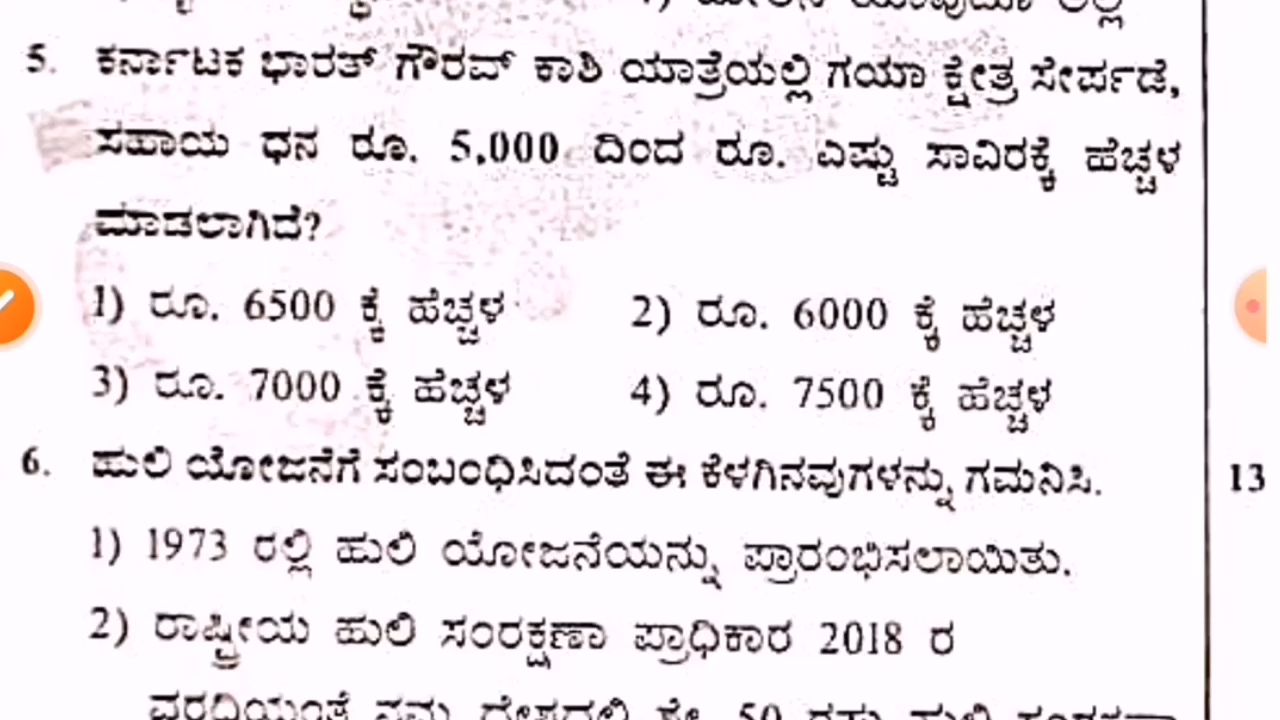 5. ಕರ್ನಾಟಕ ಭಾರತ್ ಗೌರವ್ ಕಾಶಿ ಯಾತ್ರೆಯಲ್ಲಿ ಗಯಾ ಕ್ಷೇತ್ರ ಸೇರ್ಪಡೆ,
ಸಹಾಯ ಧನ ರೂ. 5,000 ದಿಂದ ರೂ. ಎಷ್ಟು ಸಾವಿರಕ್ಕೆ ಹೆಚ್ಚಳ
ಮಾಡಲಾಗಿದೆ?
1) ರೂ. 6500 ಕ್ಕೆ ಹೆಚ್ಚಳ 2) ರೂ. 6000 ಕ್ಕೆ ಹೆಚ್ಚಳ
3) ರೂ. 7000 ಕ್ಕೆ ಹೆಚ್ಚಳ 4) ರೂ. 7500 ಕ್ಕೆ ಹೆಚ್ಚಳ
6. ಹುಲಿ ಯೋಜನೆಗೆ ಸಂಬಂಧಿಸಿದಂತೆ ಈ ಕೆಳಗಿನವುಗಳನ್ನು ಗಮನಿಸಿ. 13
1) 1973 ರಲ್ಲಿ ಹುಲಿ ಯೋಜನೆಯನ್ನು ಪ್ರಾರಂಭಿಸಲಾಯಿತು.
2) ರಾಷ್ಟ್ರೀಯ ಹುಲಿ ಸಂರಕ್ಷಣಾ ಪ್ರಾಧಿಕಾರ 2018 ರ